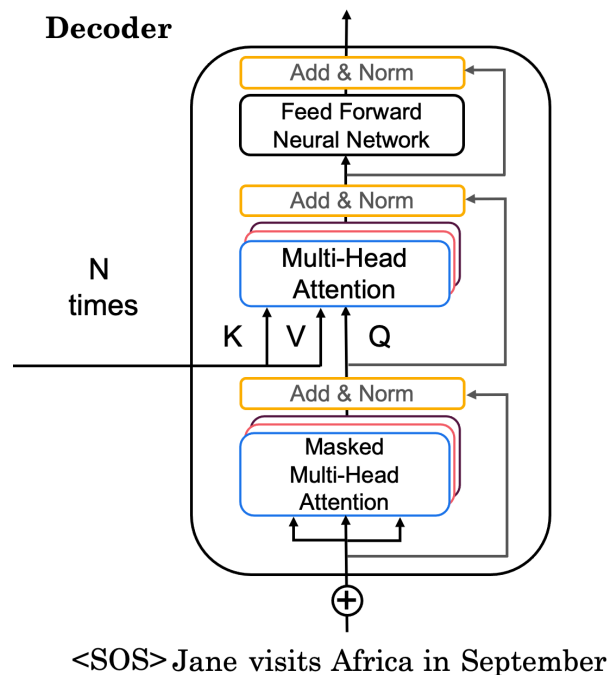 Decoder
Add & Norm
Feed Forward
Neural Network
Add & Norm
Multi-Head
Attention
N
times
K V Q
Add & Norm
Masked
Multi-Head
Attention
+
<SOS> Jane visits Africa in September